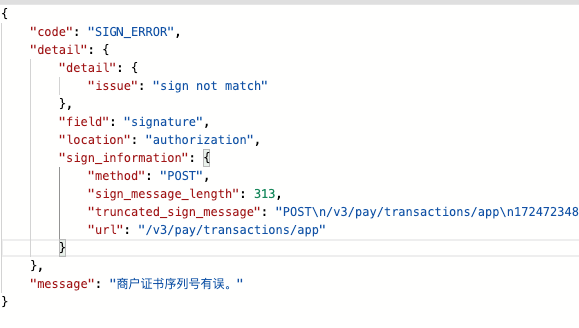 {
"code": "SIGN_ERROR",
"detail": {
"detail": {
"issue": "sign not match"
},
"field": "signature",
"location": "authorization",
"sign_information": {
"method": "POST",
"sign_message_length": 313,
"truncated_sign_message": "POST\n/v3/pay/transactions/app\n172472348
"url": "/v3/pay/transactions/app"
}
},
"message": "商户证书序列号有误。"
}